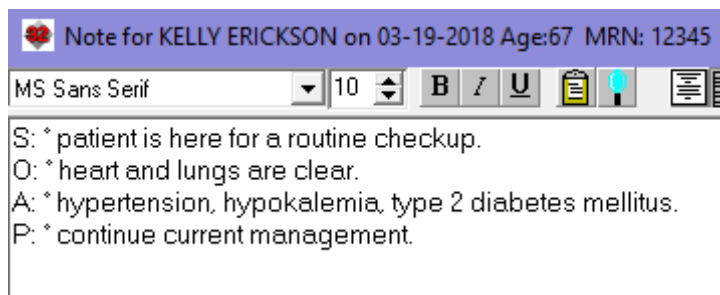 Note for KELLY ERICKSON on 03-19-2018 Age:67 MRN: 12345
MS Sans Serif 10 B I U
S: * patient is here for a routine checkup.
O: * heart and lungs are clear.
A: * hypertension, hypokalemia, type 2 diabetes mellitus.
P: * continue current management.